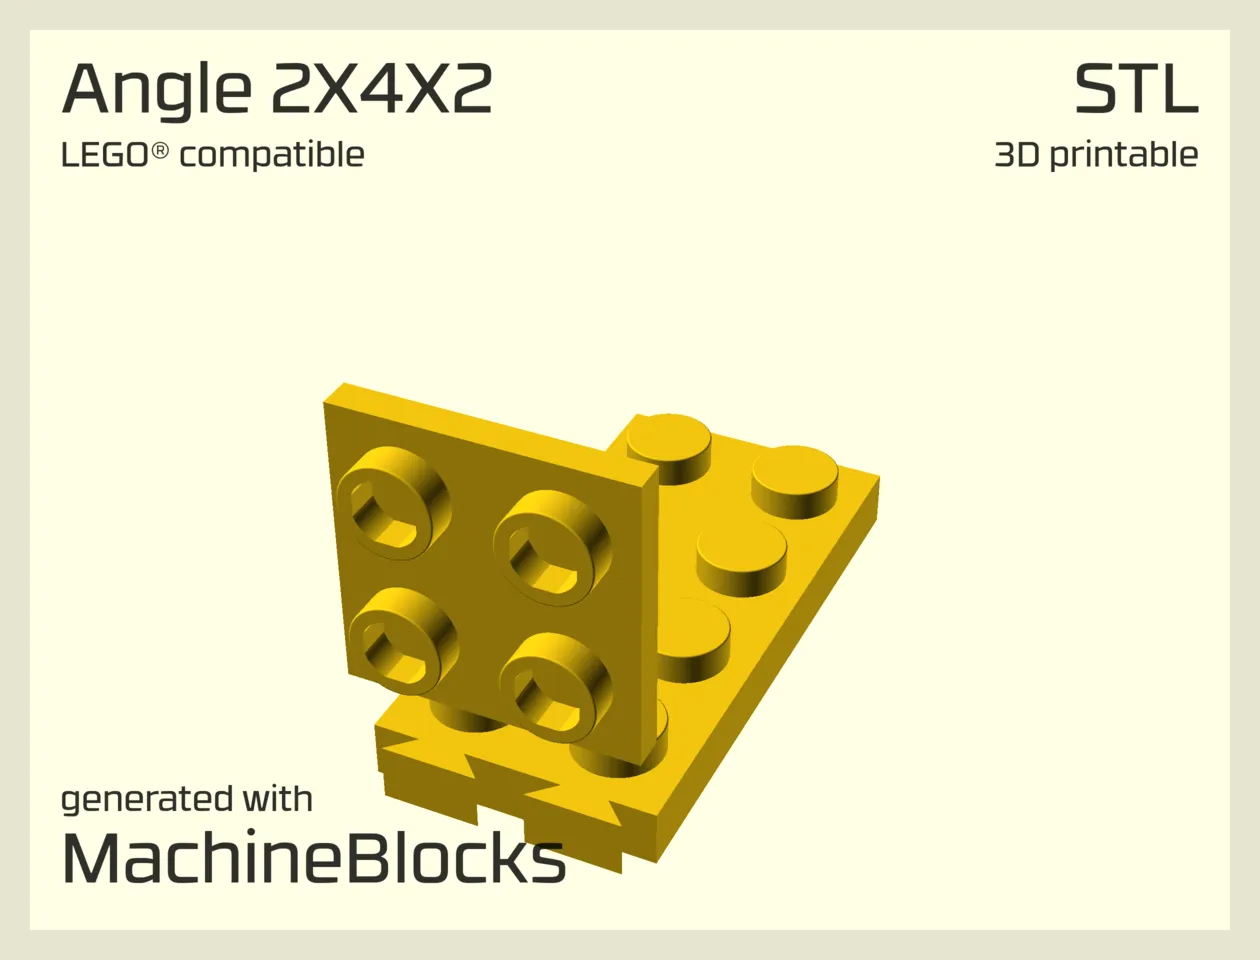 Angle 2X4X2
LEGO® compatible
STL
3D printable
generated with
MachineBlocks